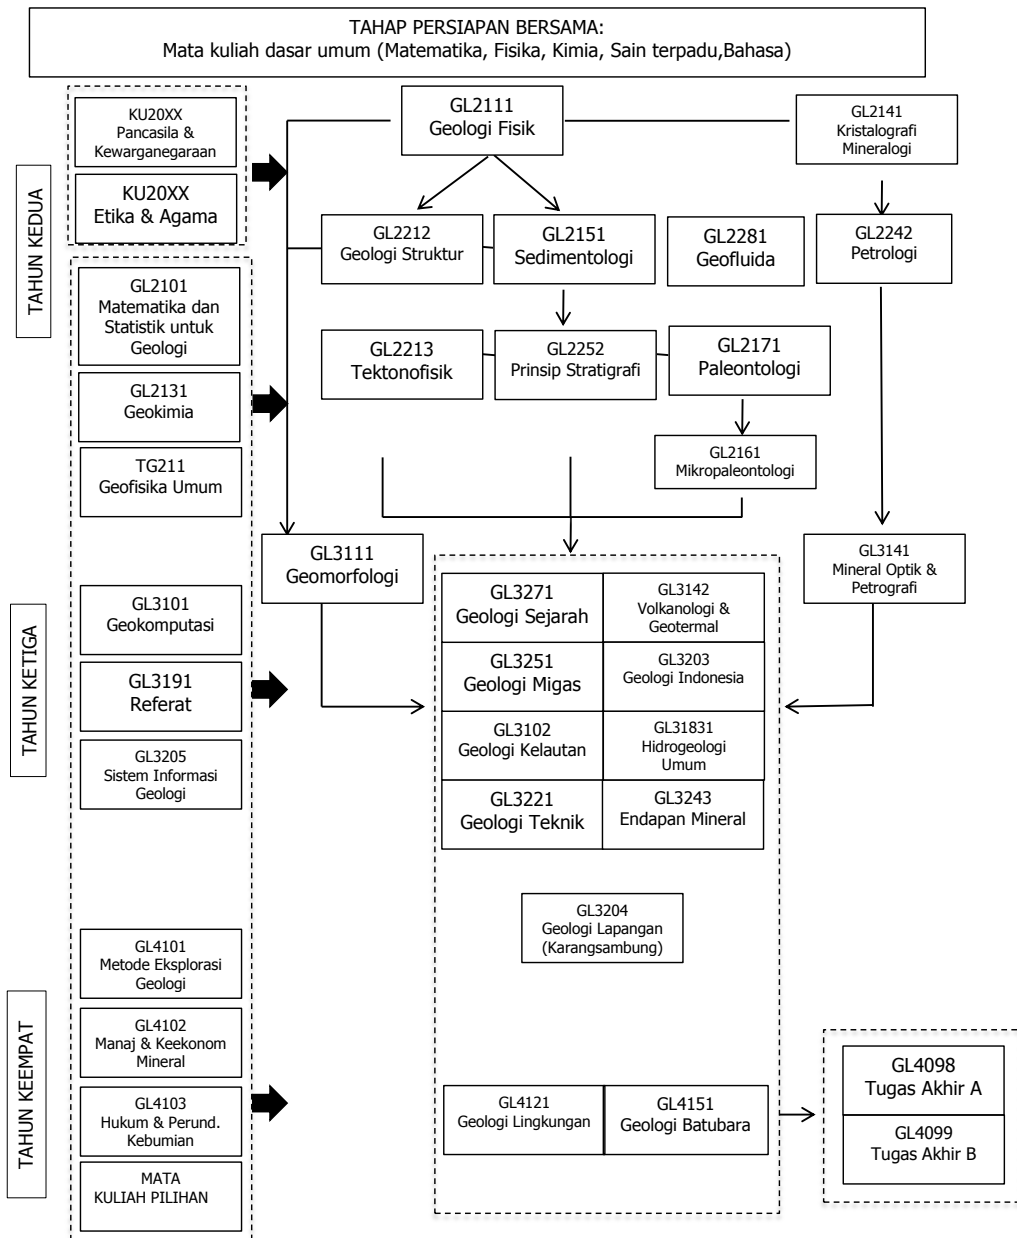 TAHAP PERSIAPAN BERSAMA:
Mata kuliah dasar umum (Matematika, Fisika, Kimia, Sain terpadu,Bahasa)
TAHUN KEDUA
KU20XX
Pancasila &
Kewarganegaraan
KU20XX
Etika & Agama
GL2101
Matematika dan
Statistik untuk
Geologi
GL2131
Geokimia
TG211
Geofisika Umum
GL2111
Geologi Fisik
GL2141
Kristalografi
Mineralogi
GL2212
Geologi Struktur
GL2151
Sedimentologi
GL2281
Geofluida
GL2242
Petrologi
GL2213
Tektonofisik
GL2252
Prinsip Stratigrafi
GL2171
Paleontologi
GL2161
Mikropaleontologi
TAHUN KETIGA
GL3101
Geokomputasi
GL3191
Referat
GL3205
Sistem Informasi
Geologi
GL3111
Geomorfologi
GL3141
Mineral Optik &
Petrografi
GL3271
Geologi Sejarah
GL3142
Volkanologi &
Geotermal
GL3251
Geologi Migas
GL3203
Geologi Indonesia
GL3102
Geologi Kelautan
GL31831
Hidrogeologi
Umum
GL3221
Geologi Teknik
GL3243
Endapan Mineral
GL3204
Geologi Lapangan
(Karangsambung)
TAHUN KEEMPAT
GL4101
Metode Eksplorasi
Geologi
GL4102
Manaj & Keekonom
Mineral
GL4103
Hukum & Perund.
Kebumian
MATA
KULIAH PILIHAN
GL4121
Geologi Lingkungan
GL4151
Geologi Batubara
GL4098
Tugas Akhir A
GL4099
Tugas Akhir B